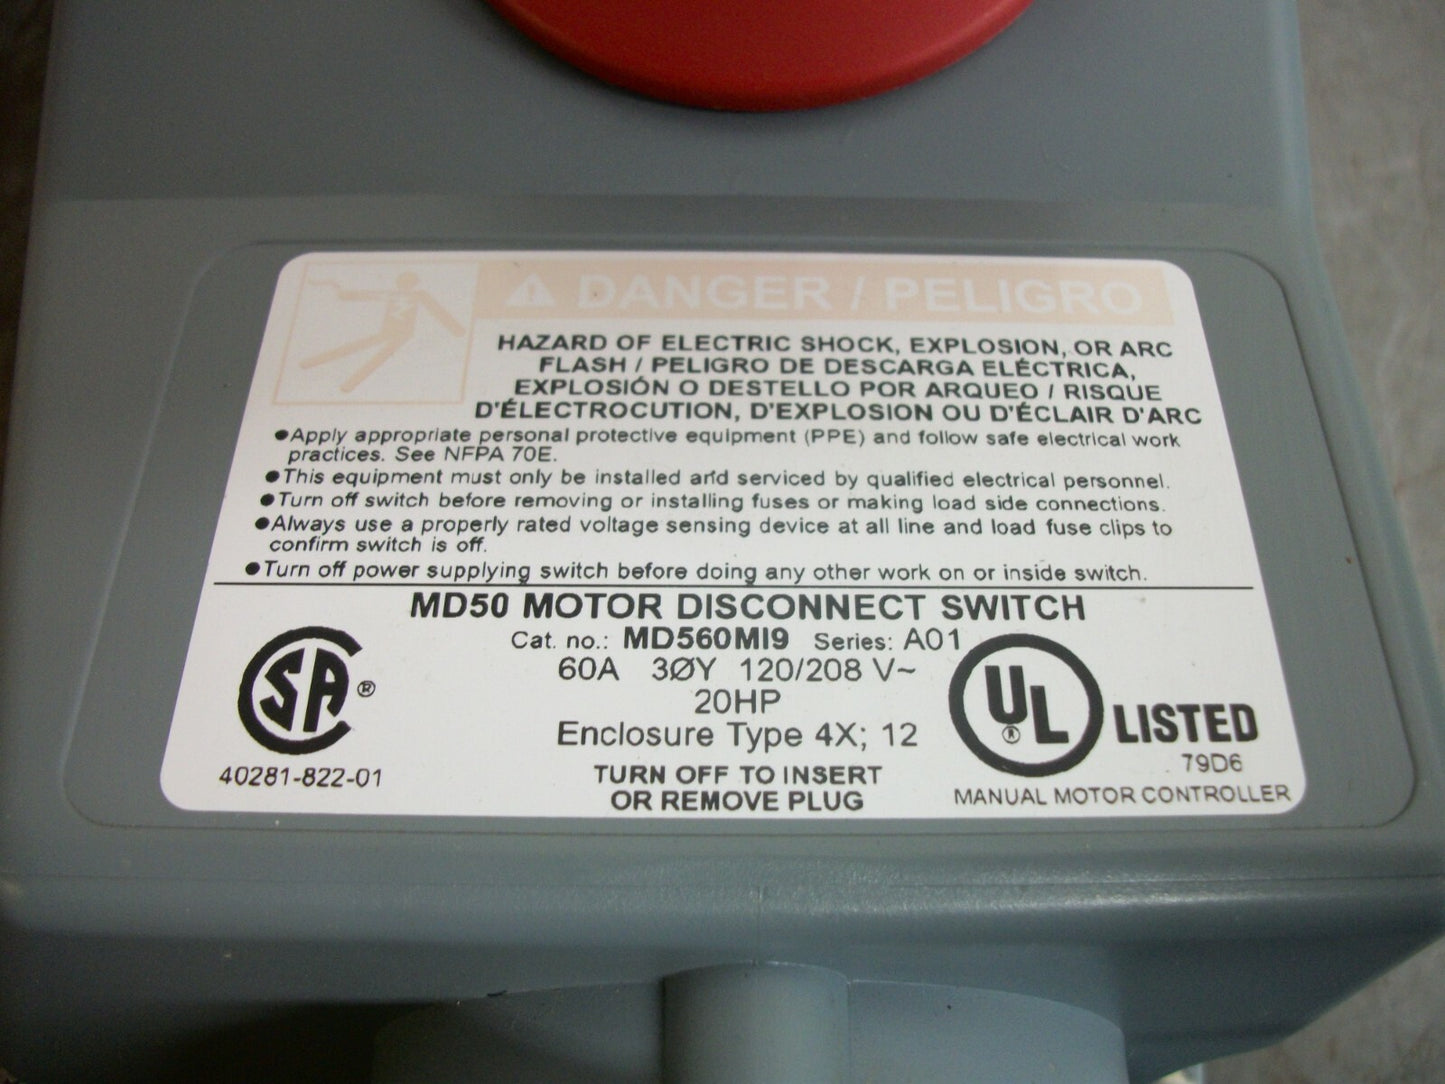 DANGER / PELIGRO
HAZARD OF ELECTRIC SHOCK, EXPLOSION, OR ARC
FLASH / PELIGRO DE DESCARGA ELÉCTRICA,
EXPLOSIÓN O DESTELLO POR ARQUEO / RISQUE
D'ÉLECTROCUTION, D'EXPLOSION OU D'ÉCLAIR D'ARC
●Apply appropriate personal protective equipment (PPE) and follow safe electrical work
practices. See NFPA 70E.
●This equipment must only be installed and serviced by qualified electrical personnel.
●Turn off switch before removing or installing fuses or making load side connections.
●Always use a properly rated voltage sensing device at all line and load fuse clips to
confirm switch is off.
●Turn off power supplying switch before doing any other work on or inside switch.
MD50 MOTOR DISCONNECT SWITCH
Cat. no.: MD560MI9 Series: A01
60A 3ØY 120/208 V~
20HP
Enclosure Type 4X; 12
TURN OFF TO INSERT
OR REMOVE PLUG
SA ®
40281-822-01
UL ® LISTED
79D6
MANUAL MOTOR CONTROLLER